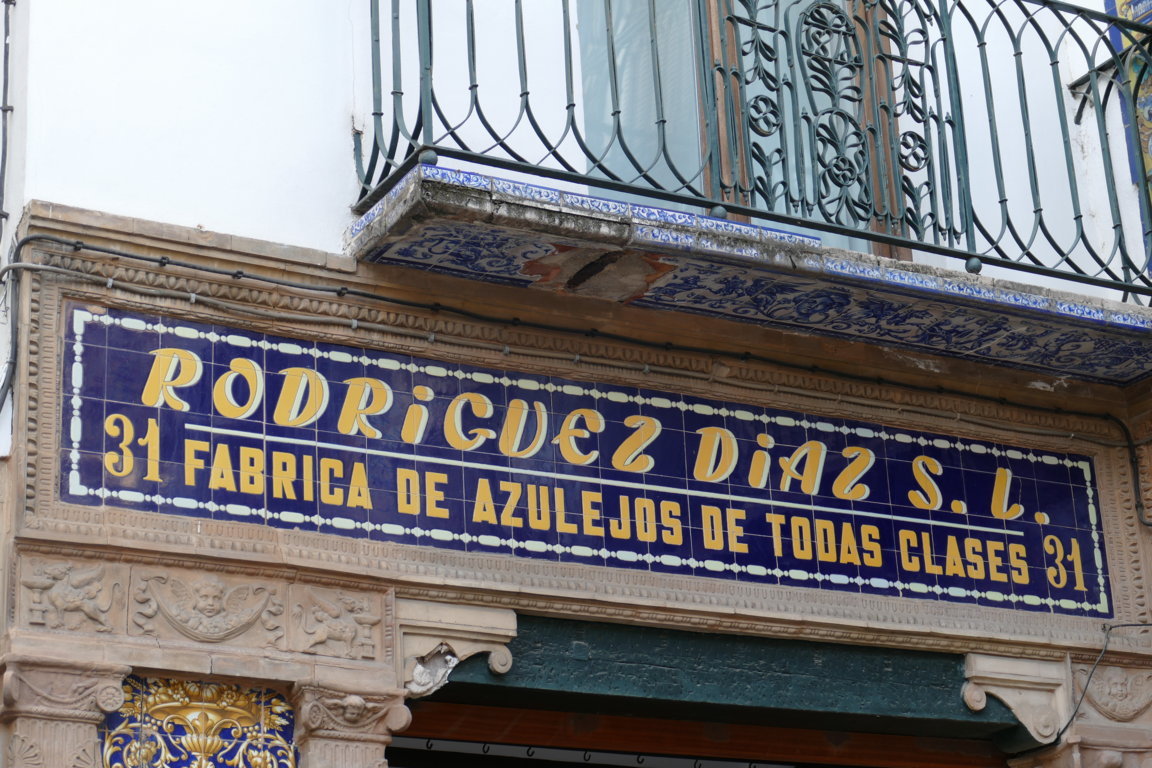 RODRiGUEZ DiAZ S. L.
31 FABRICA DE AZULEJOS DE TODAS CLASES 31